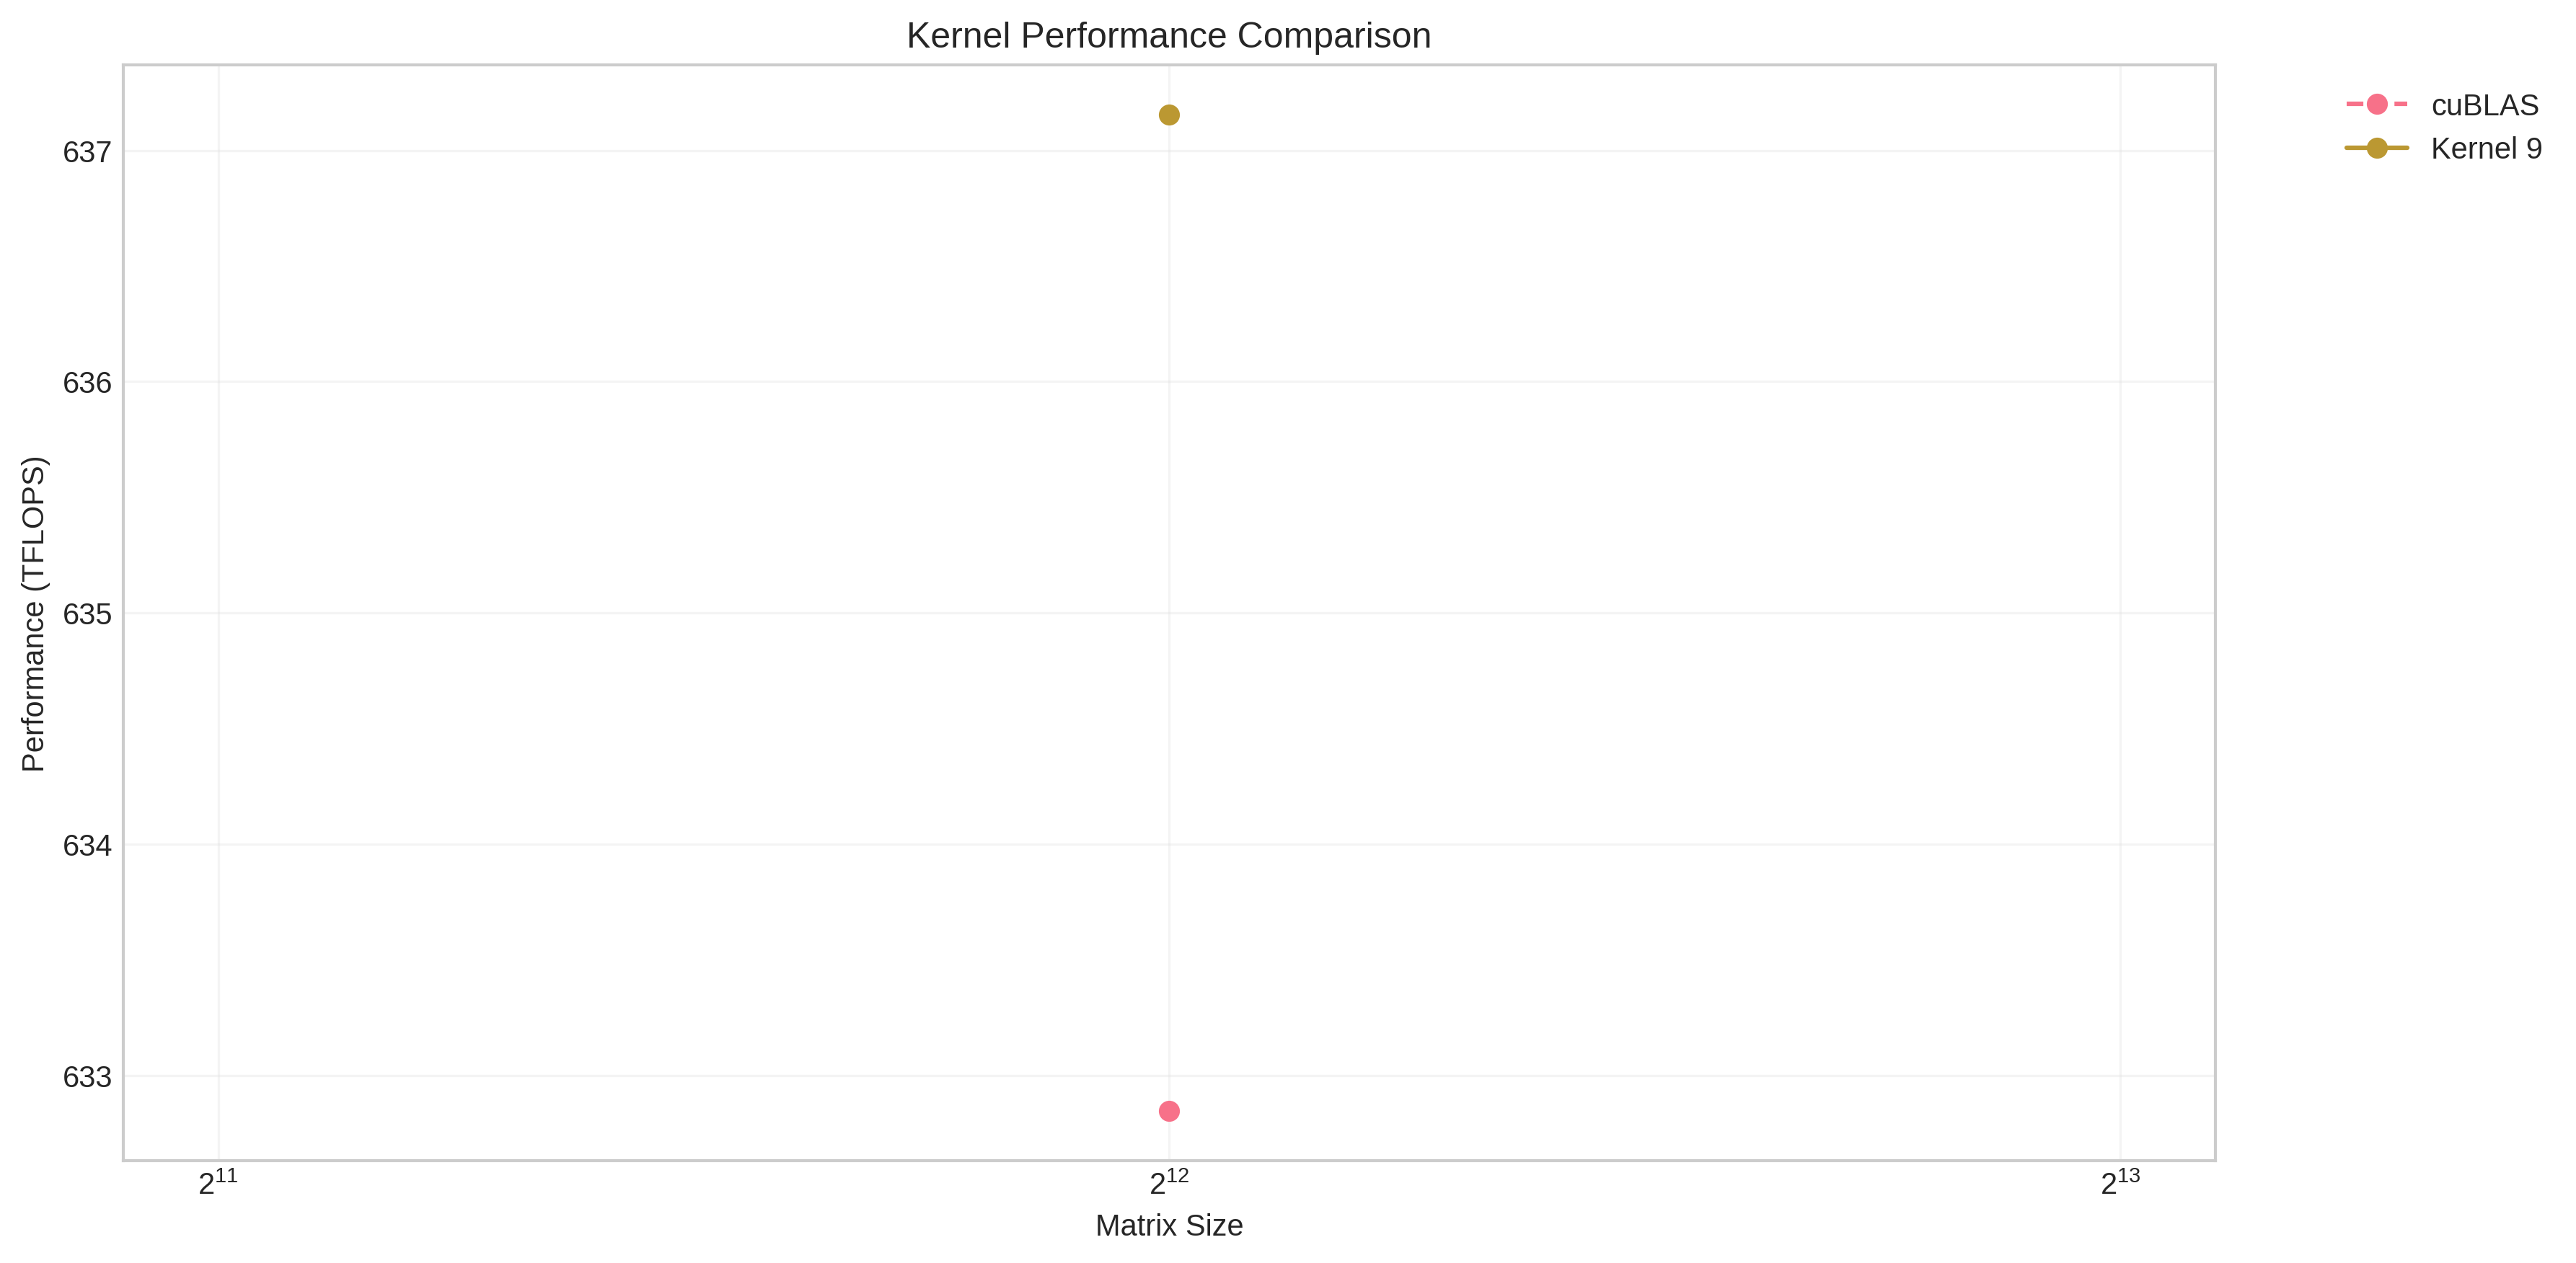 Kernel Performance Comparison
cuBLAS
Kernel 9
Performance (TFLOPS)
637
636
635
634
633
2^11
2^12
2^13
Matrix Size